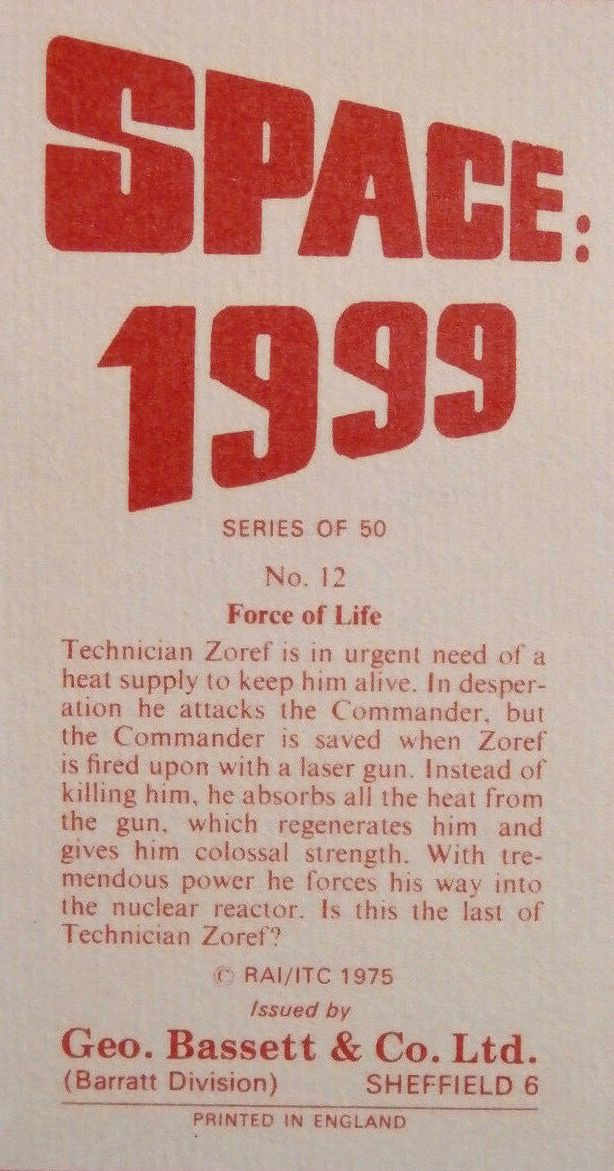 SPACE:
1999
SERIES OF 50
No. 12
Force of Life
Technician Zoref is in urgent need of a
heat supply to keep him alive. In desper-
ation he attacks the Commander, but
the Commander is saved when Zoref
is fired upon with a laser gun. Instead of
killing him, he absorbs all the heat from
the gun, which regenerates him and
gives him colossal strength. With tre-
mendous power he forces his way into
the nuclear reactor. Is this the last of
Technician Zoref?
© RAI/ITC 1975
Issued by
Geo. Bassett & Co. Ltd.
(Barratt Division) SHEFFIELD 6
PRINTED IN ENGLAND